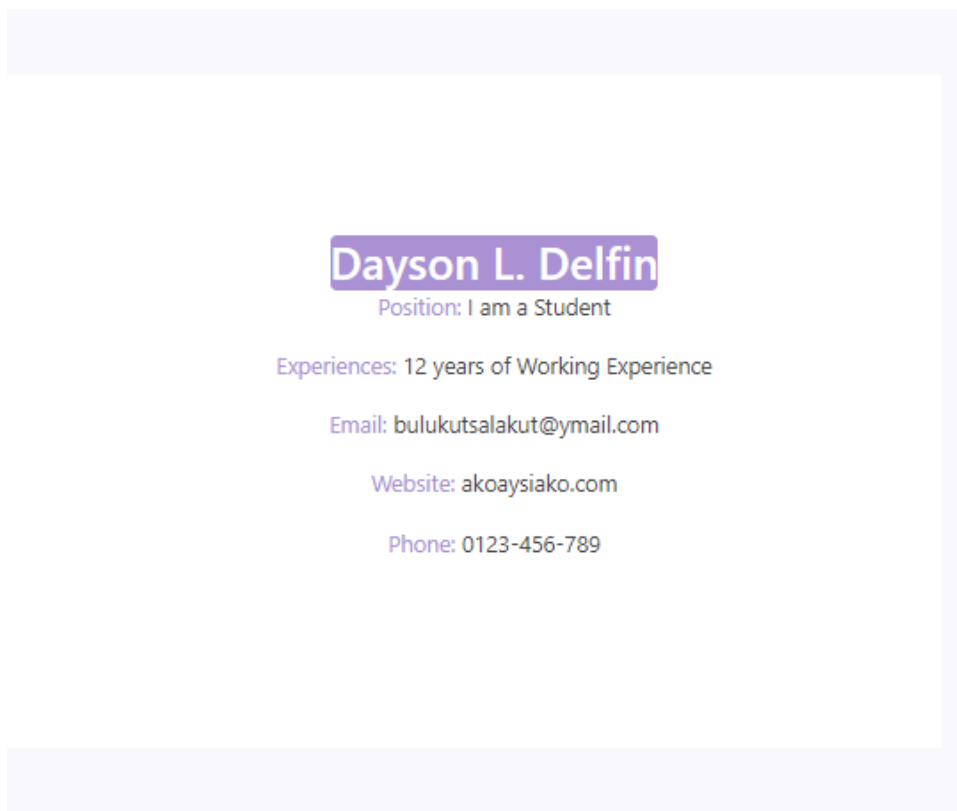 Dayson L. Delfin
Position: I am a Student
Experiences: 12 years of Working Experience
Email: bulukutsalakut@ymail.com
Website: akoaysiako.com
Phone: 0123-456-789